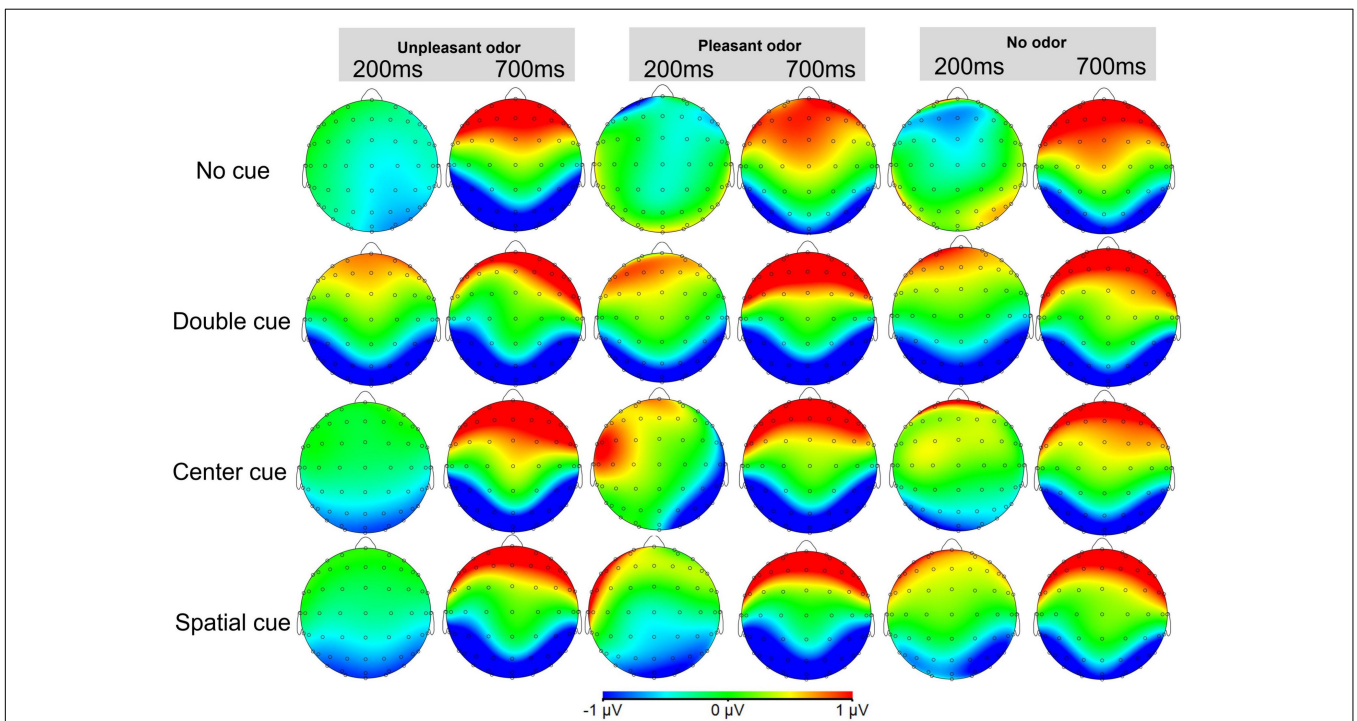 Unpleasant odor
Pleasant odor
No odor
200ms 700ms 200ms 700ms 200ms 700ms
No cue
Double cue
Center cue
Spatial cue
-1 µV 0 µV 1 µV